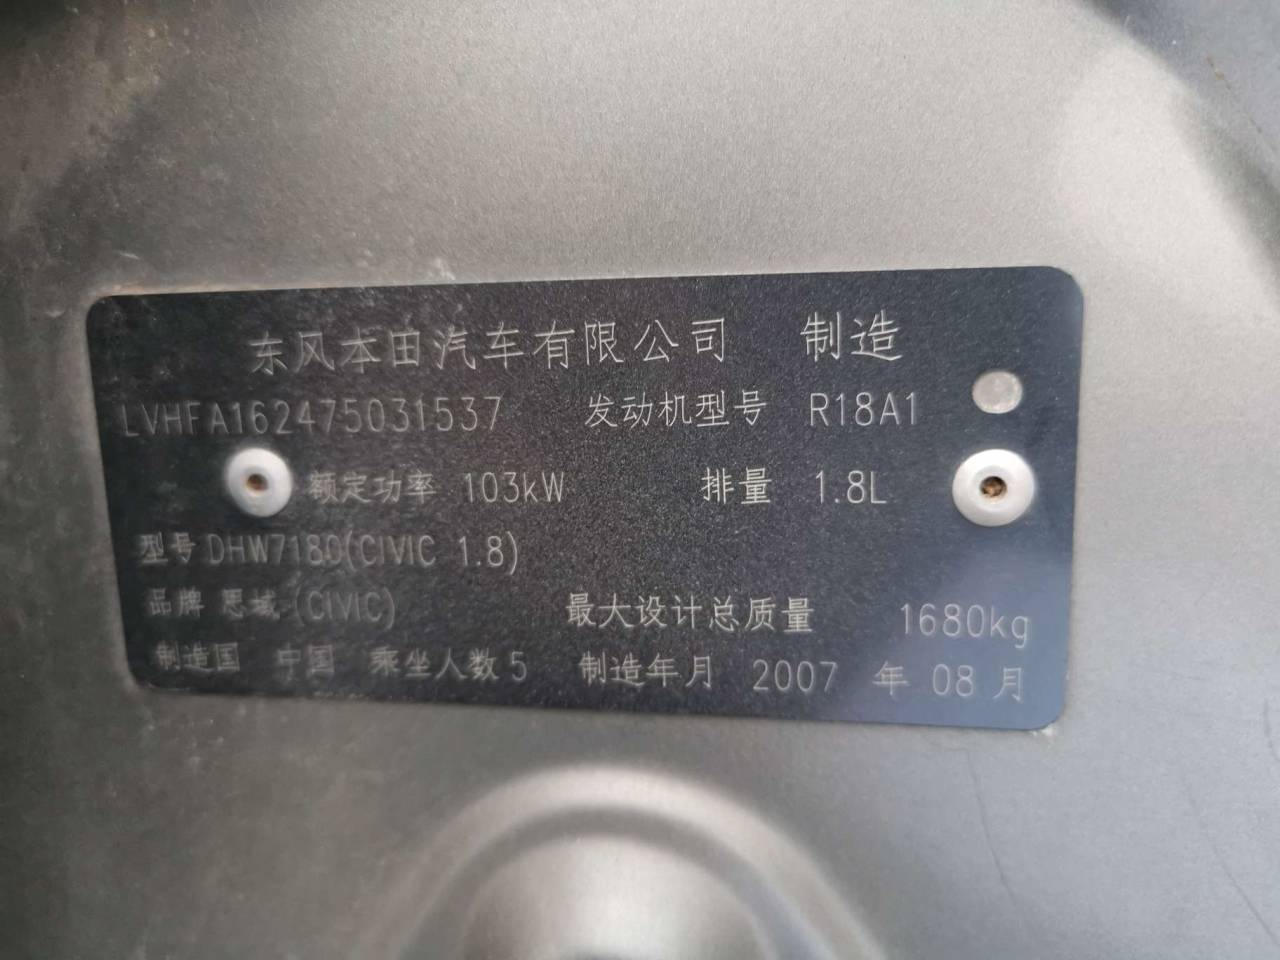 东风本田汽车有限公司 制造
LVHFA162475031537 发动机型号 R18A1
额定功率 103kW 排量 1.8L
型号 DHW7180(CIVIC 1.8)
品牌 思域 (CIVIC) 最大设计总质量 1680kg
制造国 中国 乘坐人数 5 制造年月 2007 年 08 月